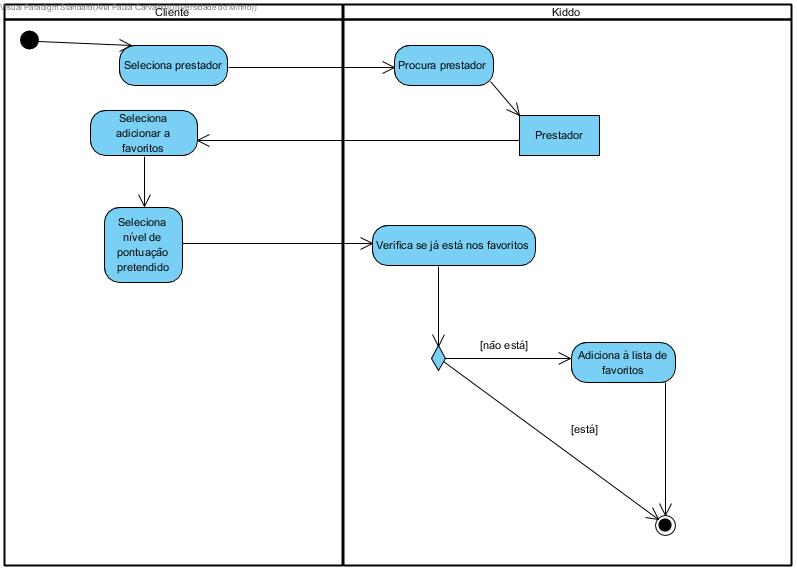 Visual Paradigm Standard(Ana Paula Carvalho(Universidade do Minho))
Cliente
Kiddo
Seleciona prestador
Procura prestador
Seleciona
adicionar a
favoritos
Prestador
Seleciona
nível de
pontuação
pretendido
Verifica se já está nos favoritos
[não está]
Adiciona à lista de
favoritos
[está]